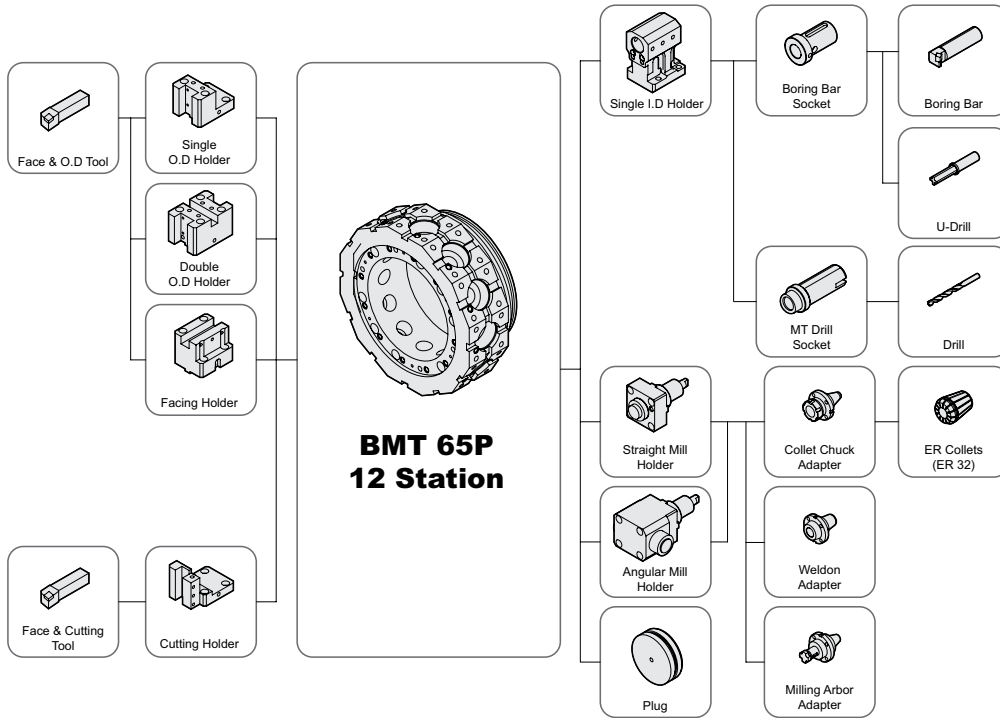 Face & O.D Tool
Single
O.D Holder
Double
O.D Holder
Facing Holder
Face & Cutting
Tool
Cutting Holder
BMT 65P
12 Station
Single I.D Holder
Boring Bar
Socket
Boring Bar
U-Drill
MT Drill
Socket
Drill
Straight Mill
Holder
Collet Chuck
Adapter
ER Collets
(ER 32)
Angular Mill
Holder
Weldon
Adapter
Plug
Milling Arbor
Adapter